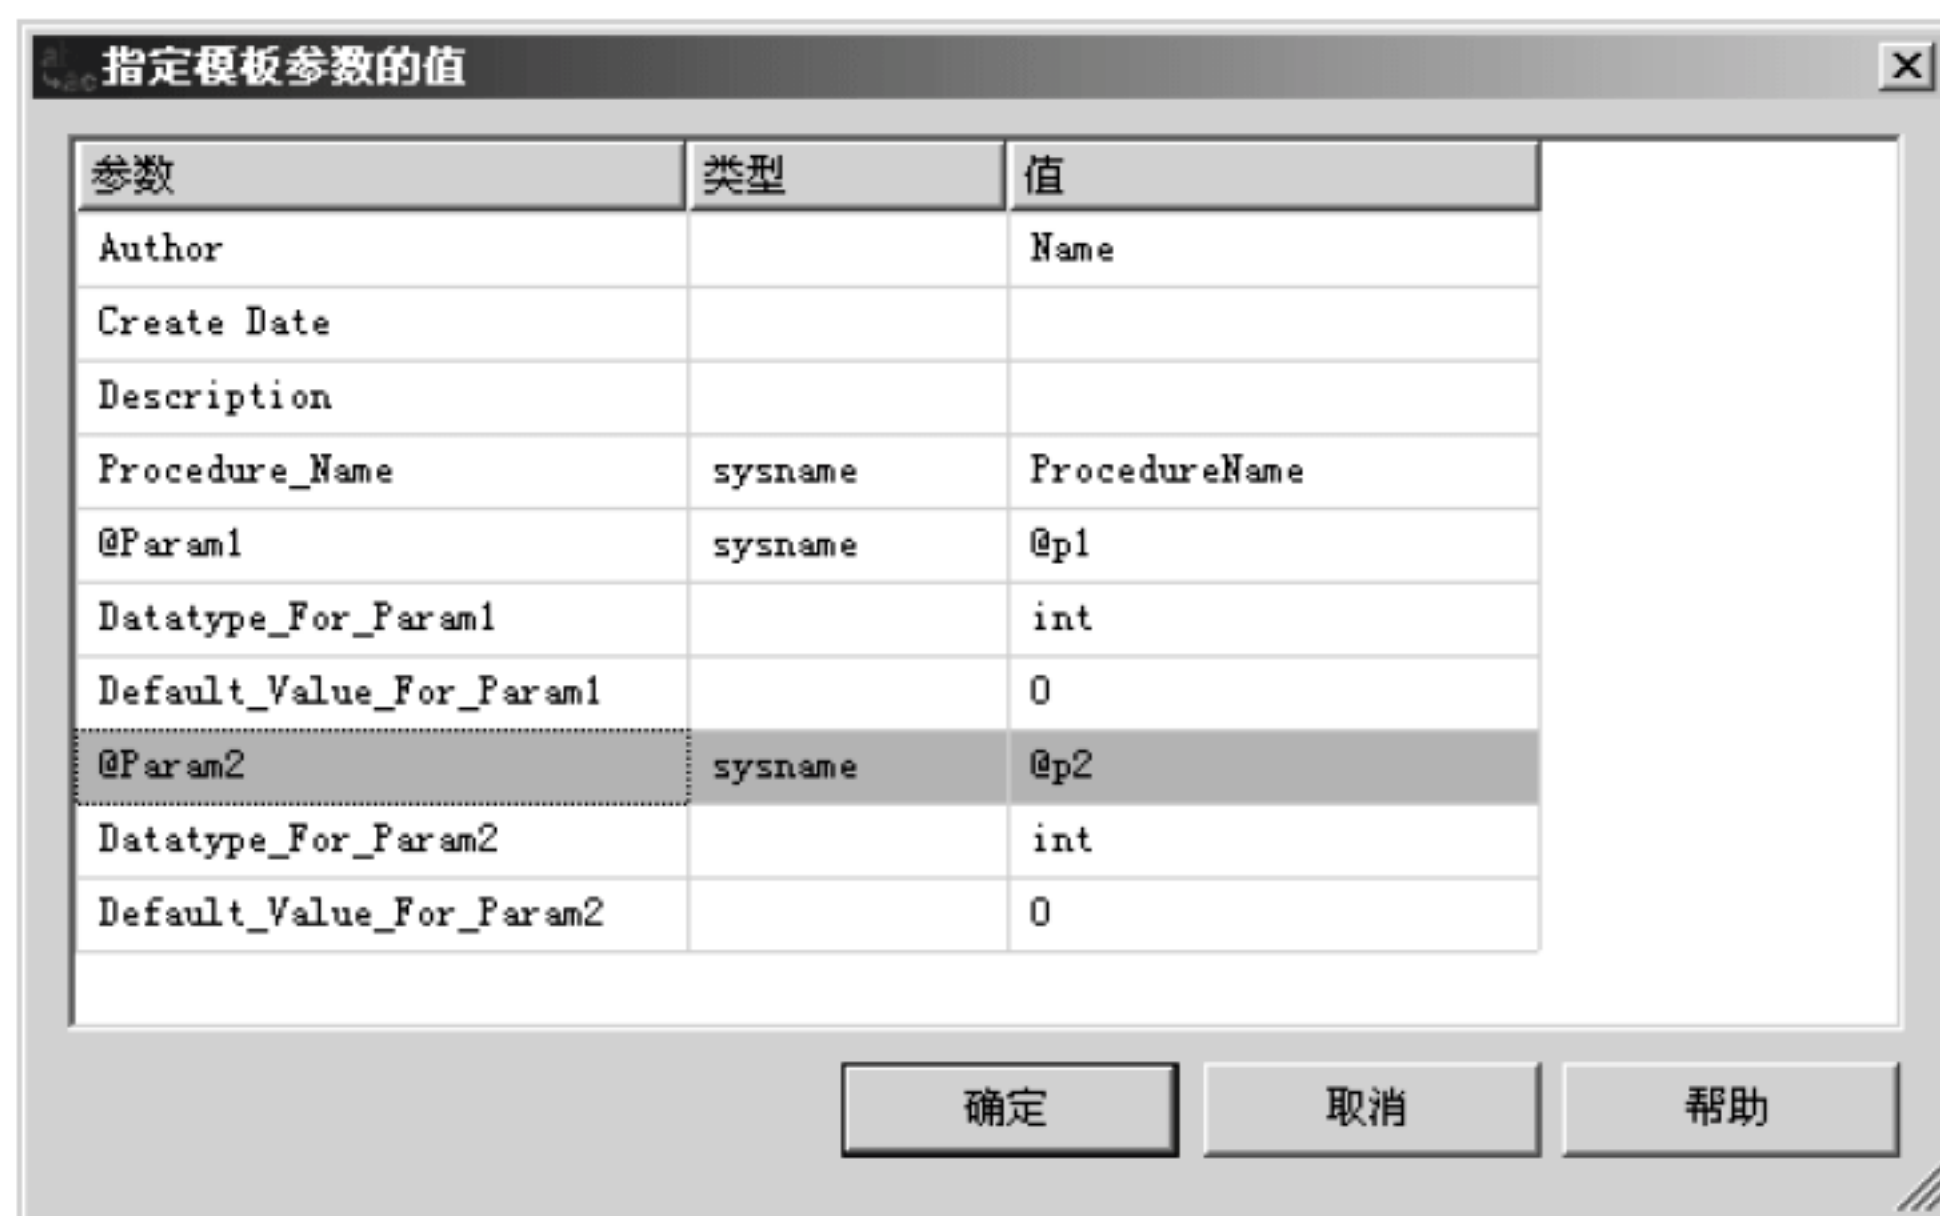 指定模板参数的值
参数 类型 值
Author Name
Create Date
Description
Procedure_Name sysname ProcedureName
@Param1 sysname @p1
Datatype_For_Param1 int
Default_Value_For_Param1 0
@Param2 sysname @p2
Datatype_For_Param2 int
Default_Value_For_Param2 0
确定 取消 帮助